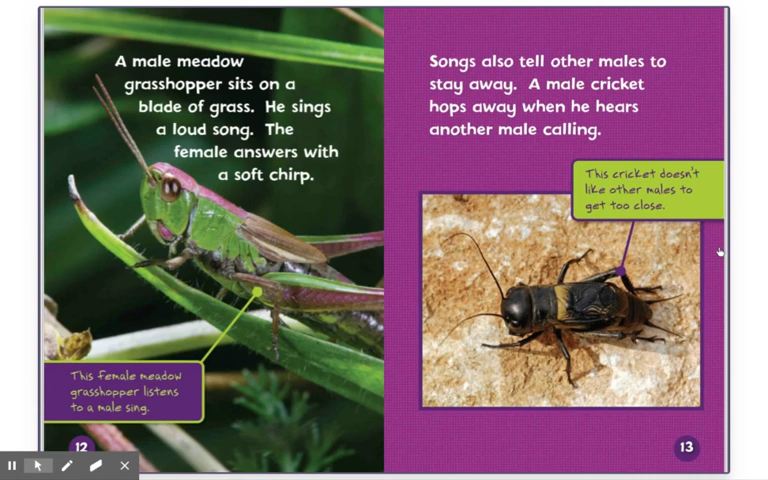 A male meadow
grasshopper sits on a
blade of grass. He sings
a loud song. The
female answers with
a soft chirp.
This female meadow
grasshopper listens
to a male sing.
12
Songs also tell other males to
stay away. A male cricket
hops away when he hears
another male calling.
This cricket doesn't
like other males to
get too close.
13